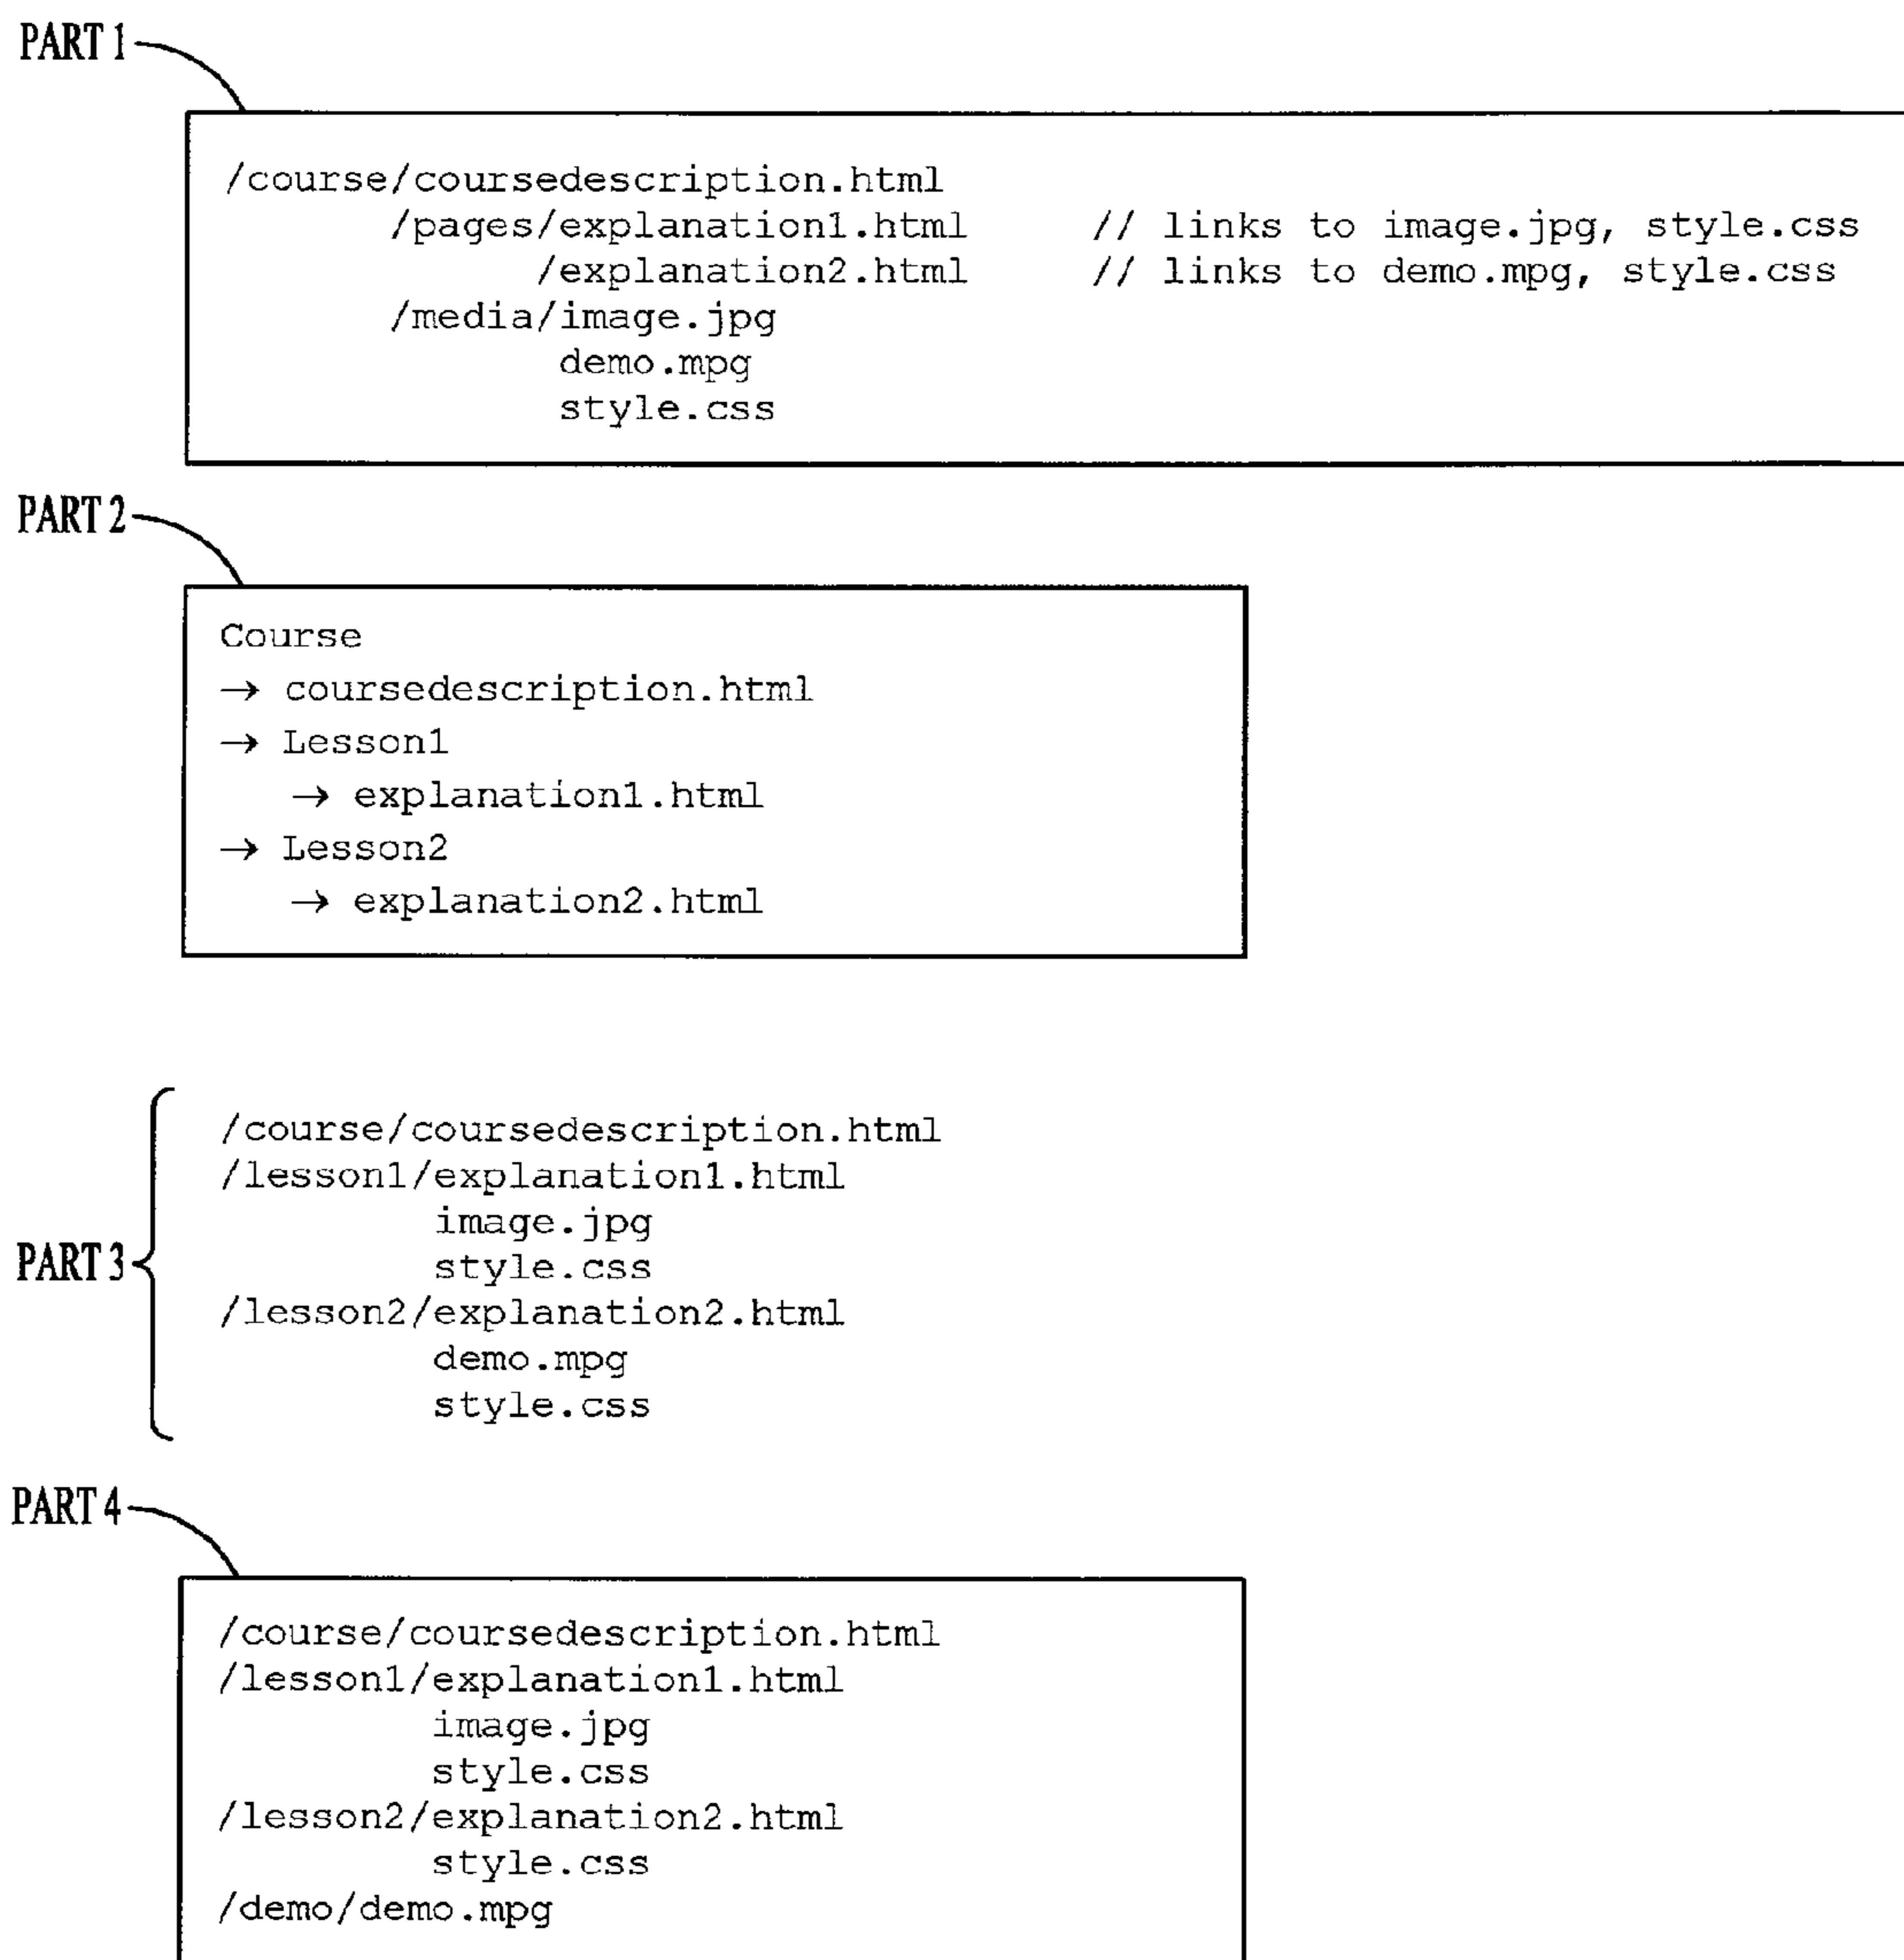 PART 1
/course/coursedescription.html
/pages/explanation1.html // links to image.jpg, style.css
/explanation2.html // links to demo.mpg, style.css
/media/image.jpg
demo.mpg
style.css
PART 2
Course
→ coursedescription.html
→ Lesson1
→ explanation1.html
→ Lesson2
→ explanation2.html
PART 3
/course/coursedescription.html
/lesson1/explanation1.html
image.jpg
style.css
/lesson2/explanation2.html
demo.mpg
style.css
PART 4
/course/coursedescription.html
/lesson1/explanation1.html
image.jpg
style.css
/lesson2/explanation2.html
style.css
/demo/demo.mpg